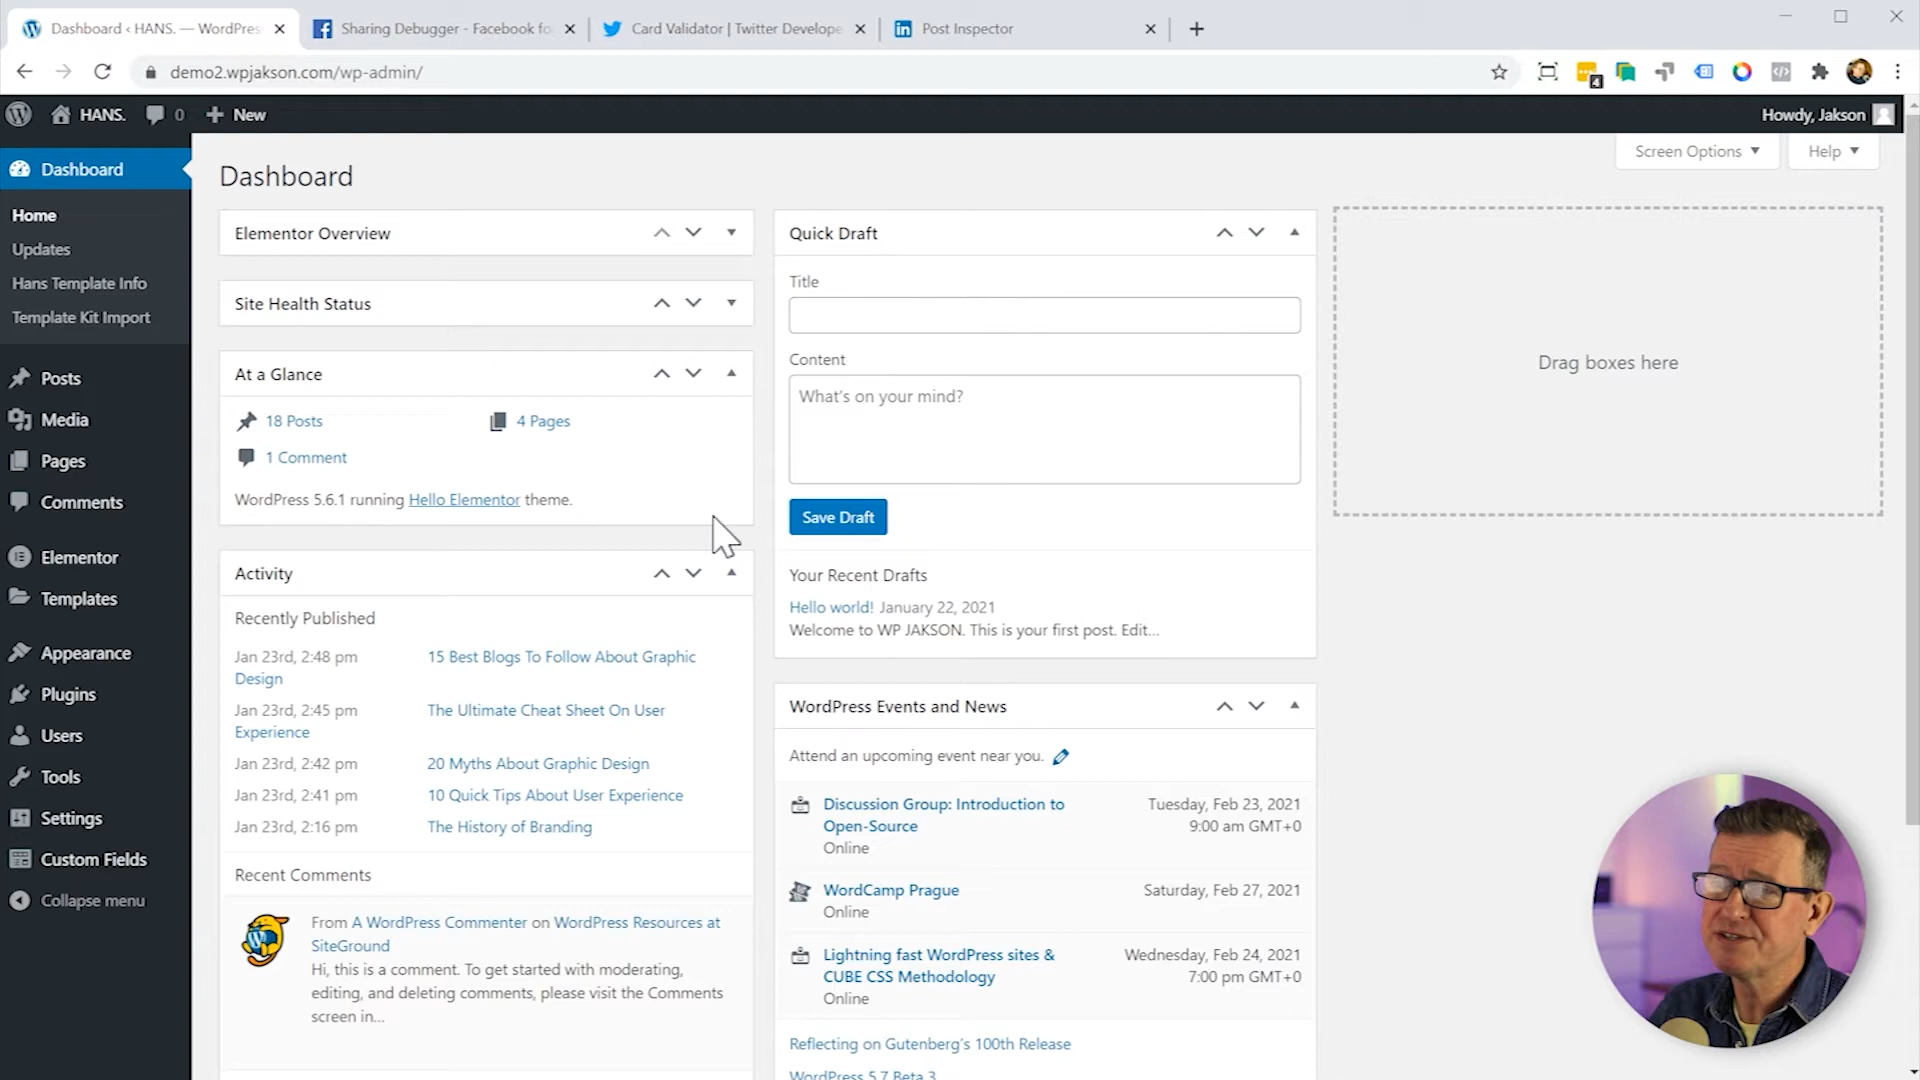 Dashboard ‹ HANS. — WordPres
Sharing Debugger - Facebook fo
Card Validator | Twitter Develope
Post Inspector
demo2.wpjakson.com/wp-admin/
4
HANS.
0
New
Howdy, Jakson
Dashboard
Home
Updates
Hans Template Info
Template Kit Import
Posts
Media
Pages
Comments
Elementor
Templates
Appearance
Plugins
Users
Tools
Settings
Custom Fields
Collapse menu
Screen Options
Help
Dashboard
Elementor Overview
Site Health Status
At a Glance
18 Posts
4 Pages
1 Comment
WordPress 5.6.1 running Hello Elementor theme.
Activity
Recently Published
Jan 23rd, 2:48 pm 15 Best Blogs To Follow About Graphic
Design
Jan 23rd, 2:45 pm The Ultimate Cheat Sheet On User
Experience
Jan 23rd, 2:42 pm 20 Myths About Graphic Design
Jan 23rd, 2:41 pm 10 Quick Tips About User Experience
Jan 23rd, 2:16 pm The History of Branding
Recent Comments
From A WordPress Commenter on WordPress Resources at
SiteGround
Hi, this is a comment. To get started with moderating,
editing, and deleting comments, please visit the Comments
screen in…
Quick Draft
Title
Content
What's on your mind?
Save Draft
Your Recent Drafts
Hello world! January 22, 2021
Welcome to WP JAKSON. This is your first post. Edit…
WordPress Events and News
Attend an upcoming event near you.
Discussion Group: Introduction to
Open-Source
Online
Tuesday, Feb 23, 2021
9:00 am GMT+0
WordCamp Prague
Online
Saturday, Feb 27, 2021
Lightning fast WordPress sites &
CUBE CSS Methodology
Online
Wednesday, Feb 24, 2021
7:00 pm GMT+0
Reflecting on Gutenberg's 100th Release
WordPress 5.7 Beta 3
Drag boxes here